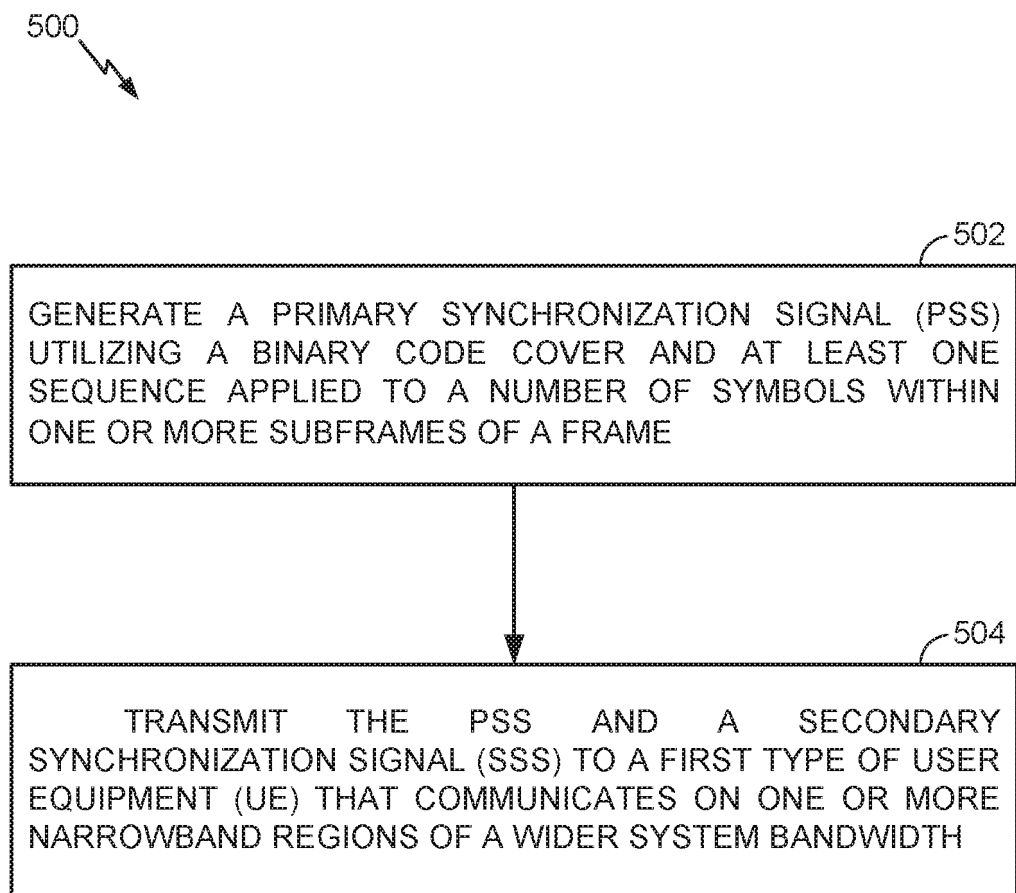 500
502
GENERATE A PRIMARY SYNCHRONIZATION SIGNAL (PSS)
UTILIZING A BINARY CODE COVER AND AT LEAST ONE
SEQUENCE APPLIED TO A NUMBER OF SYMBOLS WITHIN
ONE OR MORE SUBFRAMES OF A FRAME
504
TRANSMIT THE PSS AND A SECONDARY
SYNCHRONIZATION SIGNAL (SSS) TO A FIRST TYPE OF USER
EQUIPMENT (UE) THAT COMMUNICATES ON ONE OR MORE
NARROWBAND REGIONS OF A WIDER SYSTEM BANDWIDTH